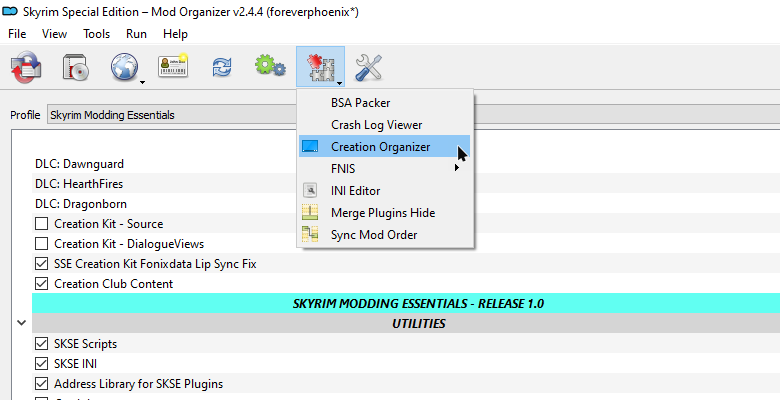 Skyrim Special Edition – Mod Organizer v2.4.4 (foreverphoenix*)
File View Tools Run Help
Profile Skyrim Modding Essentials
BSA Packer
Crash Log Viewer
Creation Organizer
FNIS
INI Editor
Merge Plugins Hide
Sync Mod Order
DLC: Dawnguard
DLC: HearthFires
DLC: Dragonborn
Creation Kit - Source
Creation Kit - DialogueViews
SSE Creation Kit Fonixdata Lip Sync Fix
Creation Club Content
SKYRIM MODDING ESSENTIALS - RELEASE 1.0
UTILITIES
SKSE Scripts
SKSE INI
Address Library for SKSE Plugins